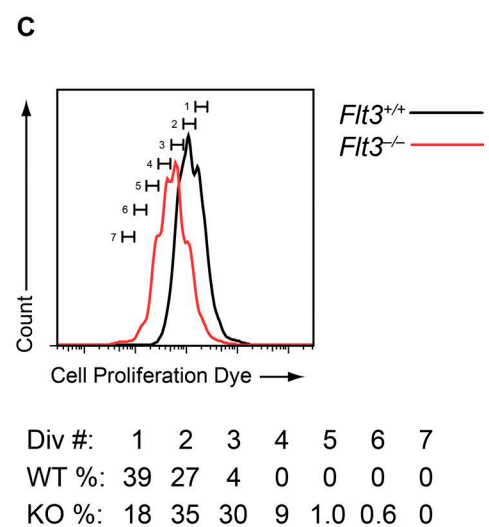 C
1
2
3
4
5
6
7
Flt3+/+
Flt3–/–
Count
Cell Proliferation Dye
Div #: 1 2 3 4 5 6 7
WT %: 39 27 4 0 0 0 0
KO %: 18 35 30 9 1.0 0.6 0